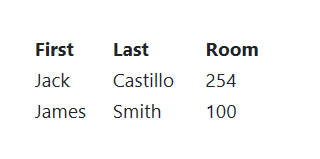 First Last Room
Jack Castillo 254
James Smith 100